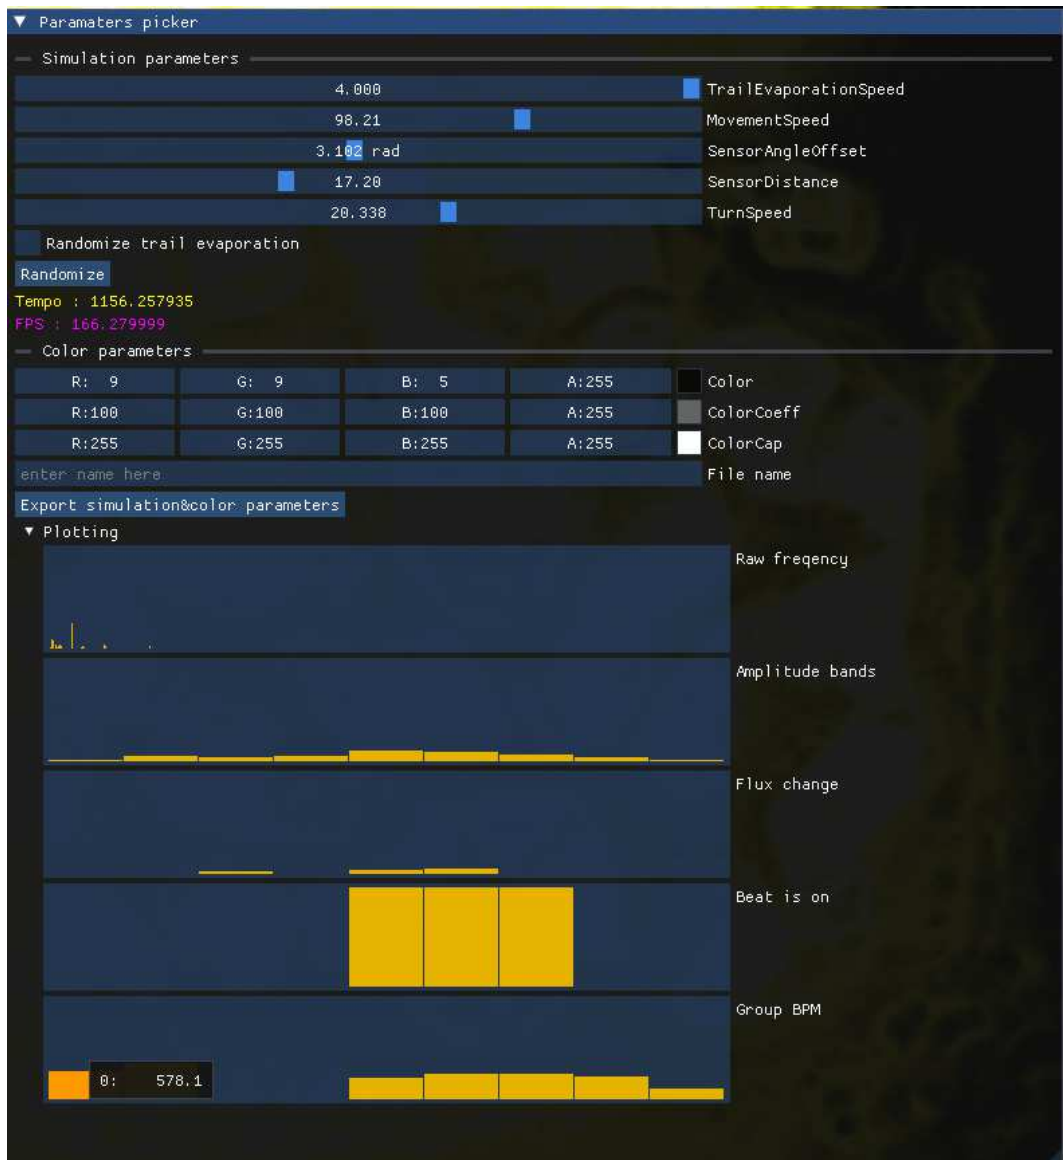 Paramaters picker
Simulation parameters
4.000 TrailEvaporationSpeed
98.21 MovementSpeed
3.102 rad SensorAngleOffset
17.20 SensorDistance
20.338 TurnSpeed
Randomize trail evaporation
Randomize
Tempo : 1156.257935
FPS : 166.279999
Color parameters
R: 9 G: 9 B: 5 A:255 Color
R:100 G:100 B:100 A:255 ColorCoeff
R:255 G:255 B:255 A:255 ColorCap
enter name here File name
Export simulation&color parameters
Plotting
Raw freqency
Amplitude bands
Flux change
Beat is on
Group BPM
0: 578.1